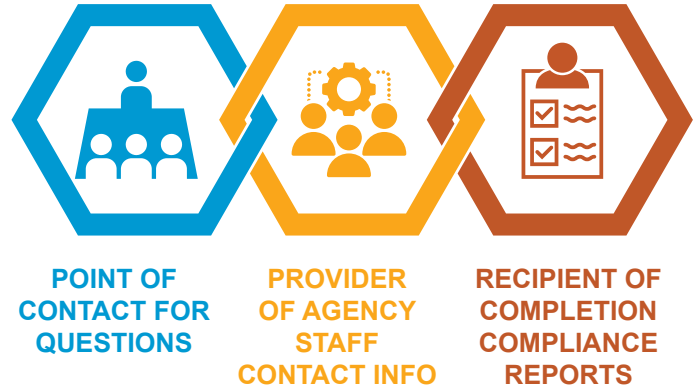 POINT OF
CONTACT FOR
QUESTIONS
PROVIDER
OF AGENCY
STAFF
CONTACT INFO
RECIPIENT OF
COMPLETION
COMPLIANCE
REPORTS